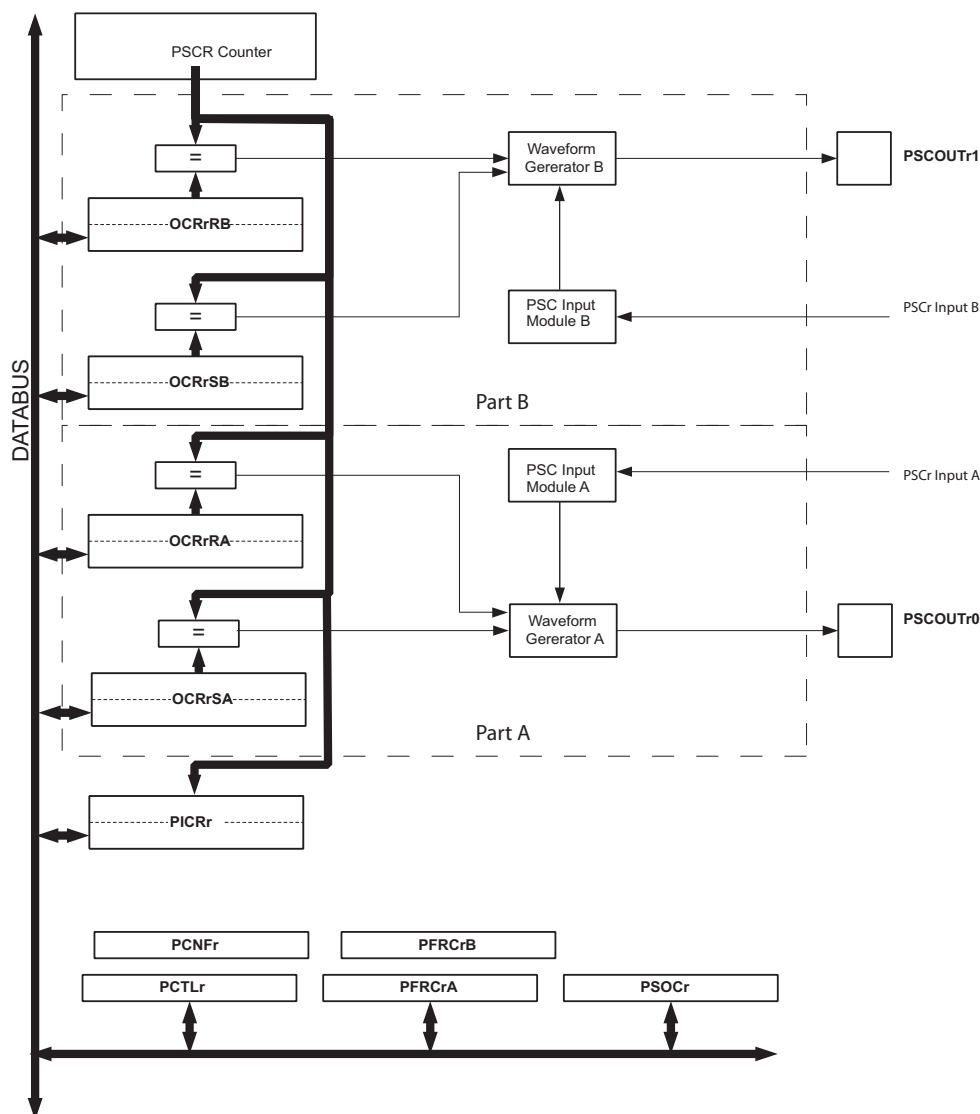 PSCR Counter
=
Waveform
Gererator B
PSCOUTr1
OCRrRB
=
PSC Input
Module B
PSCr Input B
OCRrSB
Part B
DATABUS
=
PSC Input
Module A
PSCr Input A
OCRrRA
=
Waveform
Gererator A
PSCOUTr0
OCRrSA
Part A
PICRr
PCNFr
PFRCrB
PCTLr
PFRCrA
PSOCr